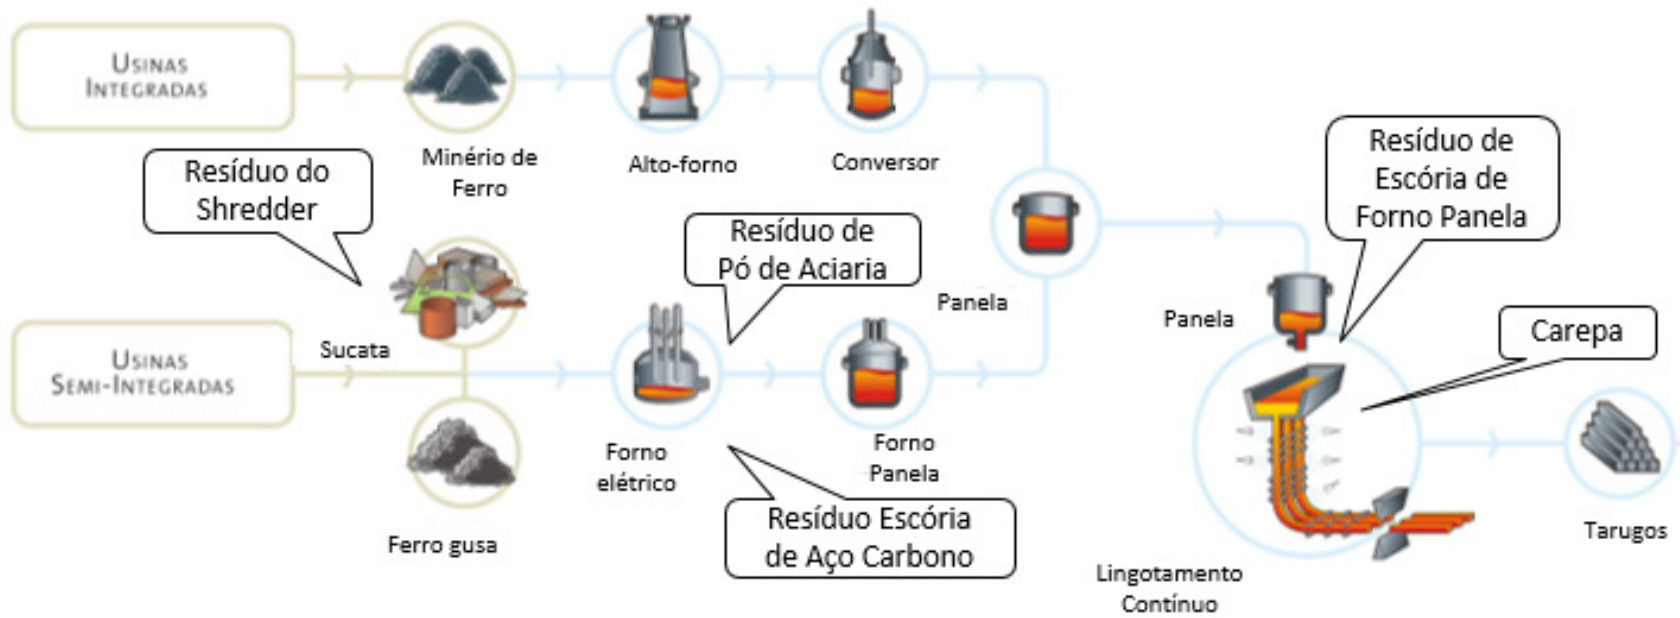 USINAS
INTEGRADAS
Minério de
Ferro
Alto-forno
Conversor
Resíduo do
Shredder
Resíduo de
Escória de
Forno Panela
Resíduo de
Pó de Aciaria
Panela
Panela
Carepa
Sucata
USINAS
SEMI-INTEGRADAS
Forno
elétrico
Forno
Panela
Resíduo Escória
de Aço Carbono
Ferro gusa
Tarugos
Lingotamento
Contínuo